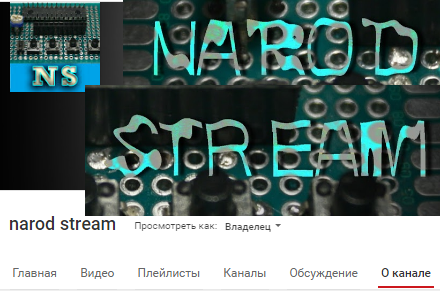 NS
NAROD
STREAM
narod stream Просмотреть как: Владелец
Главная Видео Плейлисты Каналы Обсуждение О канале